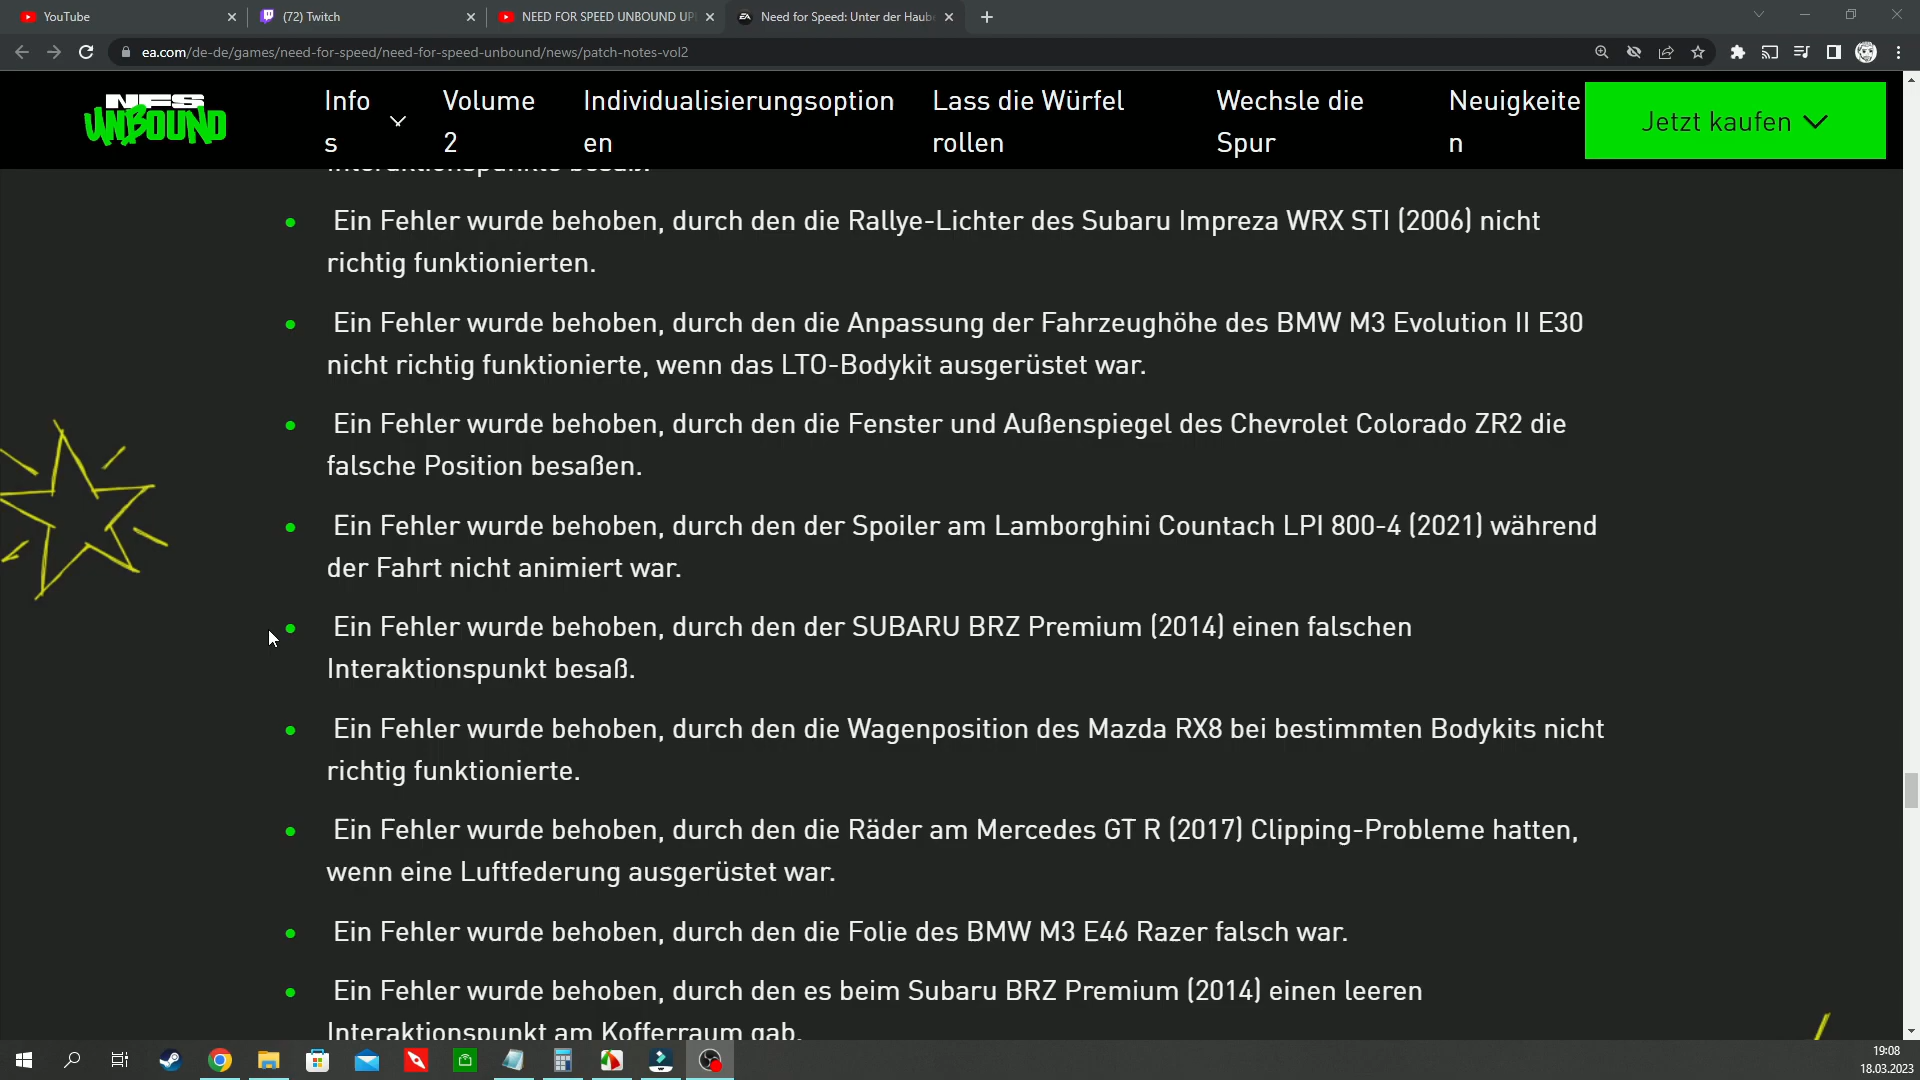 YouTube
(72) Twitch
NEED FOR SPEED UNBOUND UP
Need for Speed: Unter der Haub
ea.com/de-de/games/need-for-speed/need-for-speed-unbound/news/patch-notes-vol2
NFS
UNBOUND
Info
s
Volume
2
Individualisierungsoption
en
Lass die Würfel
rollen
Wechsle die
Spur
Neuigkeite
n
Jetzt kaufen
Ein Fehler wurde behoben, durch den die Rallye-Lichter des Subaru Impreza WRX STI (2006) nicht
richtig funktionierten.
Ein Fehler wurde behoben, durch den die Anpassung der Fahrzeughöhe des BMW M3 Evolution II E30
nicht richtig funktionierte, wenn das LTO-Bodykit ausgerüstet war.
Ein Fehler wurde behoben, durch den die Fenster und Außenspiegel des Chevrolet Colorado ZR2 die
falsche Position besaßen.
Ein Fehler wurde behoben, durch den der Spoiler am Lamborghini Countach LPI 800-4 (2021) während
der Fahrt nicht animiert war.
Ein Fehler wurde behoben, durch den der SUBARU BRZ Premium (2014) einen falschen
Interaktionspunkt besaß.
Ein Fehler wurde behoben, durch den die Wagenposition des Mazda RX8 bei bestimmten Bodykits nicht
richtig funktionierte.
Ein Fehler wurde behoben, durch den die Räder am Mercedes GT R (2017) Clipping-Probleme hatten,
wenn eine Luftfederung ausgerüstet war.
Ein Fehler wurde behoben, durch den die Folie des BMW M3 E46 Razer falsch war.
Ein Fehler wurde behoben, durch den es beim Subaru BRZ Premium (2014) einen leeren
Interaktionspunkt am Kofferraum gab.
19:08
18.03.2023